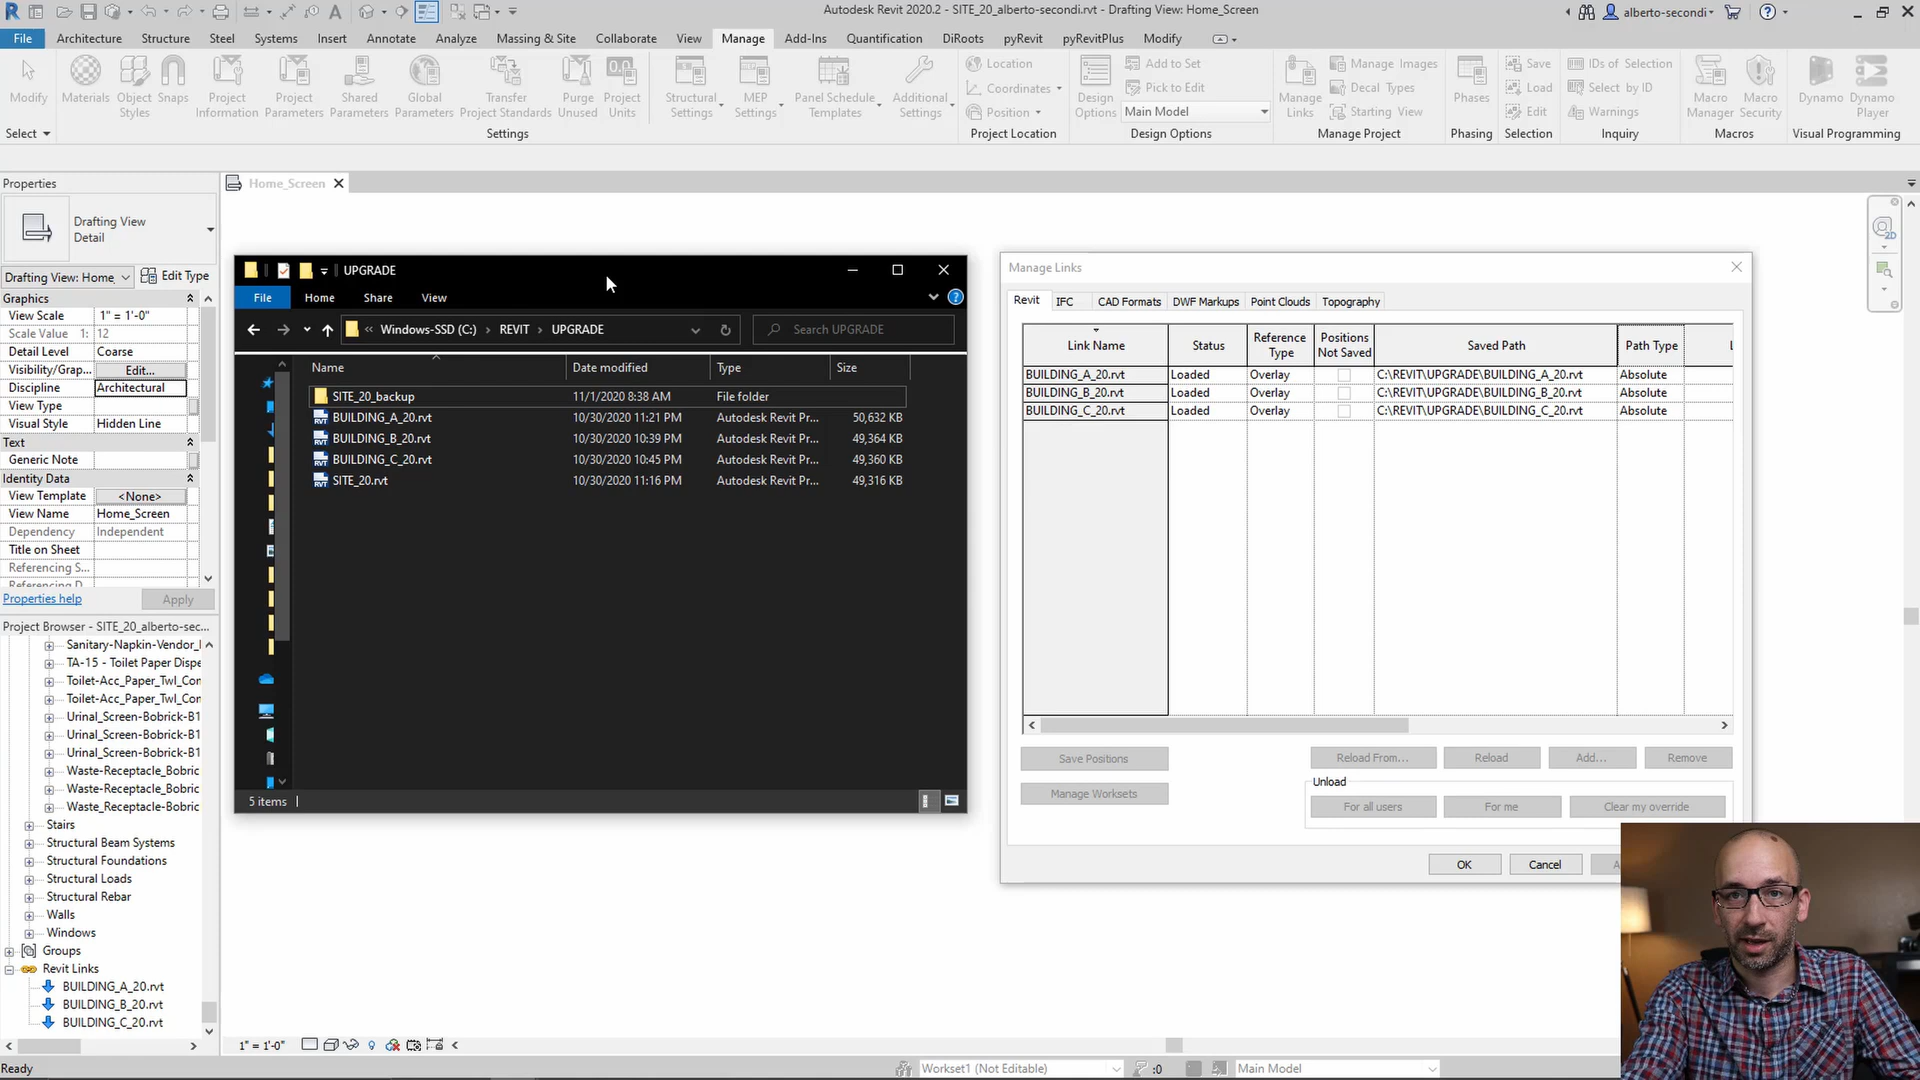 Autodesk Revit 2020.2 - SITE_20_alberto-secondi.rvt - Drafting View: Home_Screen
alberto-secondi
File Architecture Structure Steel Systems Insert Annotate Analyze Massing & Site Collaborate View Manage Add-Ins Quantification DiRoots pyRevit pyRevitPlus Modify
Modify
Materials
Object Styles
Snaps
Project Information
Project Parameters
Shared Parameters
Global Parameters
Transfer Project Standards
Purge Unused
Project Units
Structural Settings
MEP Settings
Panel Schedule Templates
Additional Settings
Location
Coordinates
Position
Design Options
Add to Set
Pick to Edit
Main Model
Manage Links
Manage Images
Decal Types
Starting View
Phases
Save
Load
Edit
IDs of Selection
Select by ID
Warnings
Macro Manager
Macro Security
Dynamo
Dynamo Player
Select Settings Project Location Design Options Manage Project Phasing Selection Inquiry Macros Visual Programming
Properties
Home_Screen
Drafting View
Detail
Drafting View: Home
Edit Type
Graphics
View Scale 1" = 1'-0"
Scale Value 1: 12
Detail Level Coarse
Visibility/Grap... Edit...
Discipline Architectural
View Type
Visual Style Hidden Line
Text
Generic Note
Identity Data
View Template <None>
View Name Home_Screen
Dependency Independent
Title on Sheet
Referencing S...
Referencing D
Properties help Apply
Project Browser - SITE_20_alberto-sec...
Sanitary-Napkin-Vendor_
TA-15 - Toilet Paper Dispe
Toilet-Acc_Paper_Twl_Con
Toilet-Acc_Paper_Twl_Con
Urinal_Screen-Bobrick-B1
Urinal_Screen-Bobrick-B1
Urinal_Screen-Bobrick-B1
Waste-Receptacle_Bobric
Waste-Receptacle_Bobric
Waste_Receptacle-Bobric
Stairs
Structural Beam Systems
Structural Foundations
Structural Loads
Structural Rebar
Walls
Windows
Groups
Revit Links
BUILDING_A_20.rvt
BUILDING_B_20.rvt
BUILDING_C_20.rvt
UPGRADE
File Home Share View
Windows-SSD (C:) REVIT UPGRADE
Search UPGRADE
Name Date modified Type Size
SITE_20_backup 11/1/2020 8:38 AM File folder
BUILDING_A_20.rvt 10/30/2020 11:21 PM Autodesk Revit Pr... 50,632 KB
BUILDING_B_20.rvt 10/30/2020 10:39 PM Autodesk Revit Pr... 49,364 KB
BUILDING_C_20.rvt 10/30/2020 10:45 PM Autodesk Revit Pr... 49,360 KB
SITE_20.rvt 10/30/2020 11:16 PM Autodesk Revit Pr... 49,316 KB
5 items
Manage Links
Revit IFC CAD Formats DWF Markups Point Clouds Topography
Link Name Status Reference Type Positions Not Saved Saved Path Path Type
BUILDING_A_20.rvt Loaded Overlay C:\REVIT\UPGRADE\BUILDING_A_20.rvt Absolute
BUILDING_B_20.rvt Loaded Overlay C:\REVIT\UPGRADE\BUILDING_B_20.rvt Absolute
BUILDING_C_20.rvt Loaded Overlay C:\REVIT\UPGRADE\BUILDING_C_20.rvt Absolute
Save Positions Reload From... Reload Add... Remove
Manage Worksets
Unload
For all users For me Clear my override
OK Cancel
2D
1" = 1'-0"
Ready
Workset1 (Not Editable)
:0
Main Model